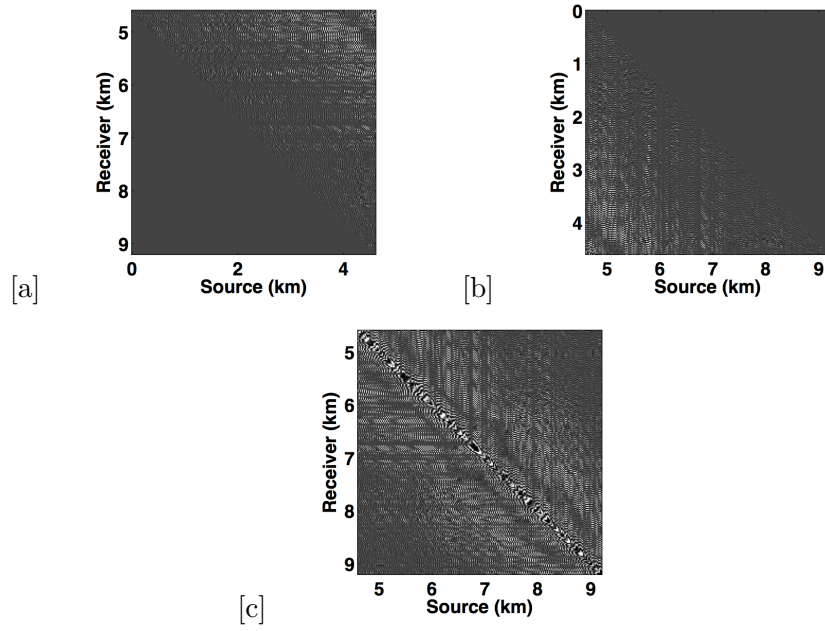 5
6
7
8
9
Receiver (km)
0 2 4
Source (km)
[a]
0
1
2
3
4
Receiver (km)
5 6 7 8 9
Source (km)
[b]
5
6
7
8
9
Receiver (km)
5 6 7 8 9
Source (km)
[c]